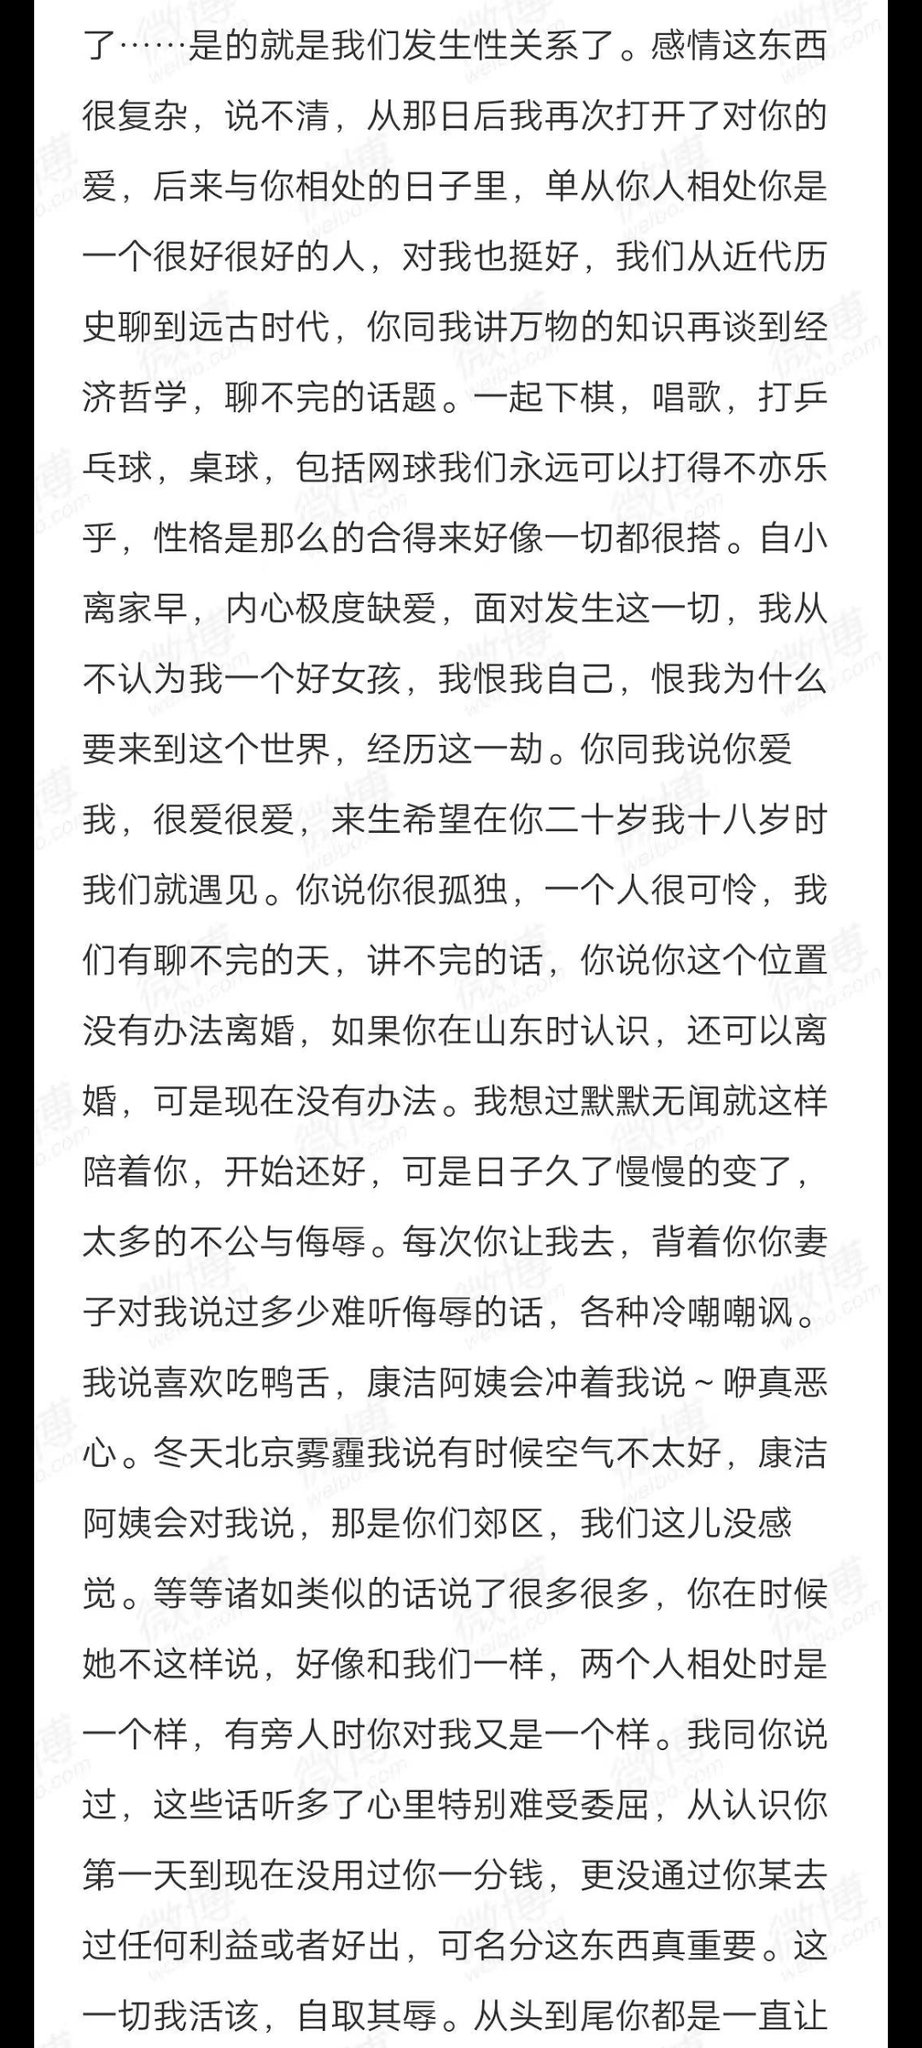 了⋯⋯是的就是我们发生性关系了。感情这东西
很复杂，说不清，从那日后我再次打开了对你的
爱，后来与你相处的日子里，单从你人相处你是
一个很好很好的人，对我也挺好，我们从近代历
史聊到远古时代，你同我讲万物的知识再谈到经
济哲学，聊不完的话题。一起下棋，唱歌，打乒
乓球，桌球，包括网球我们永远可以打得不亦乐
乎，性格是那么的合得来好像一切都很搭。自小
离家早，内心极度缺爱，面对发生这一切，我从
不认为我一个好女孩，我恨我自己，恨我为什么
要来到这个世界，经历这一劫。你同我说你爱
我，很爱很爱，来生希望在你二十岁我十八岁时
我们就遇见。你说你很孤独，一个人很可怜，我
们有聊不完的天，讲不完的话，你说你这个位置
没有办法离婚，如果你在山东时认识，还可以离
婚，可是现在没有办法。我想过默默无闻就这样
陪着你，开始还好，可是日子久了慢慢的变了，
太多的不公与侮辱。每次你让我去，背着你你妻
子对我说过多少难听侮辱的话，各种冷嘲嘲讽。
我说喜欢吃鸭舌，康洁阿姨会冲着我说～咿真恶
心。冬天北京雾霾我说有时候空气不太好，康洁
阿姨会对我说，那是你们郊区，我们这儿没感
觉。等等诸如类似的话说了很多很多，你在时候
她不这样说，好像和我们一样，两个人相处时是
一个样，有旁人时你对我又是一个样。我同你说
过，这些话听多了心里特别难受委屈，从认识你
第一天到现在没用过你一分钱，更没通过你某去
过任何利益或者好出，可名分这东西真重要。这
一切我活该，自取其辱。从头到尾你都是一直让